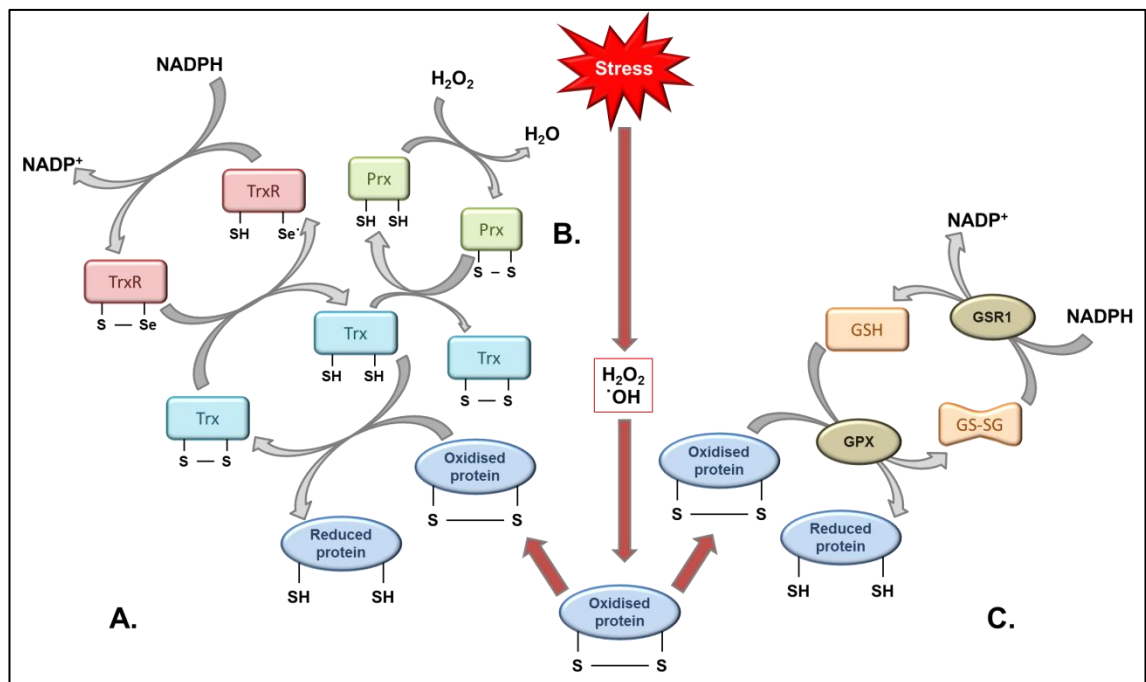 Stress
NADPH
H₂O₂
H₂O
NADP⁺
TrxR
SH
Se˙
Prx
SH SH
Prx
S – S
B.
TrxR
S — Se
Trx
SH SH
Trx
S – S
Trx
S — S
H₂O₂
˙OH
NADP⁺
GSR1
NADPH
GSH
GS-SG
GPX
Oxidised
protein
S —— S
Reduced
protein
SH SH
Oxidised
protein
S —— S
Reduced
protein
SH SH
Oxidised
protein
S —— S
A.
C.